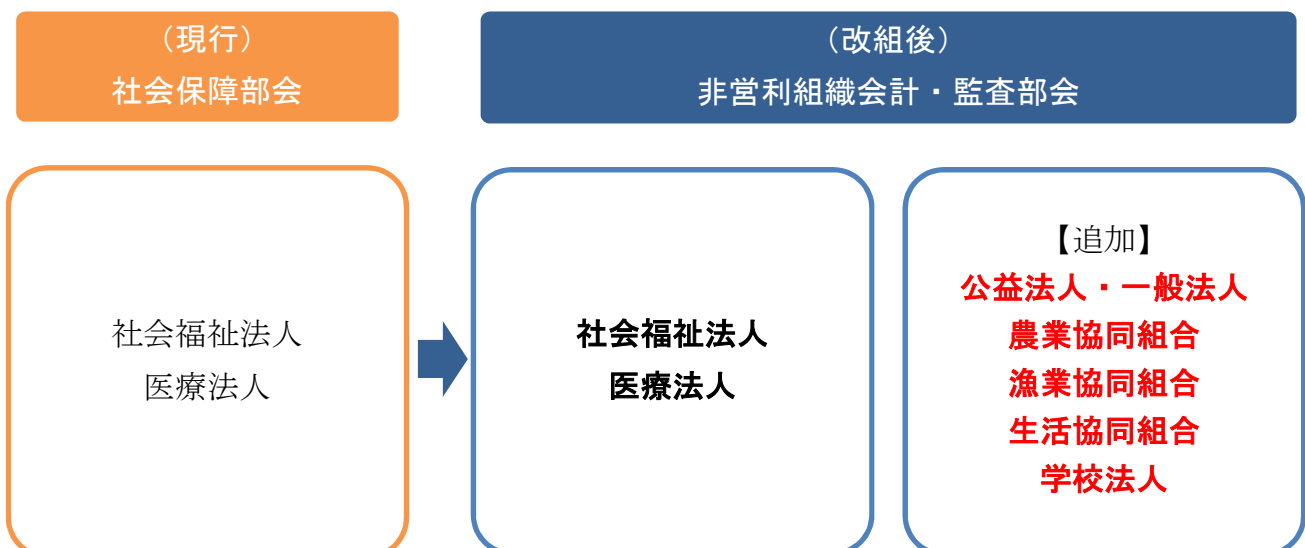 （現行）
社会保障部会
（改組後）
非営利組織会計・監査部会
社会福祉法人
医療法人
社会福祉法人
医療法人
【追加】
公益法人・一般法人
農業協同組合
漁業協同組合
生活協同組合
学校法人